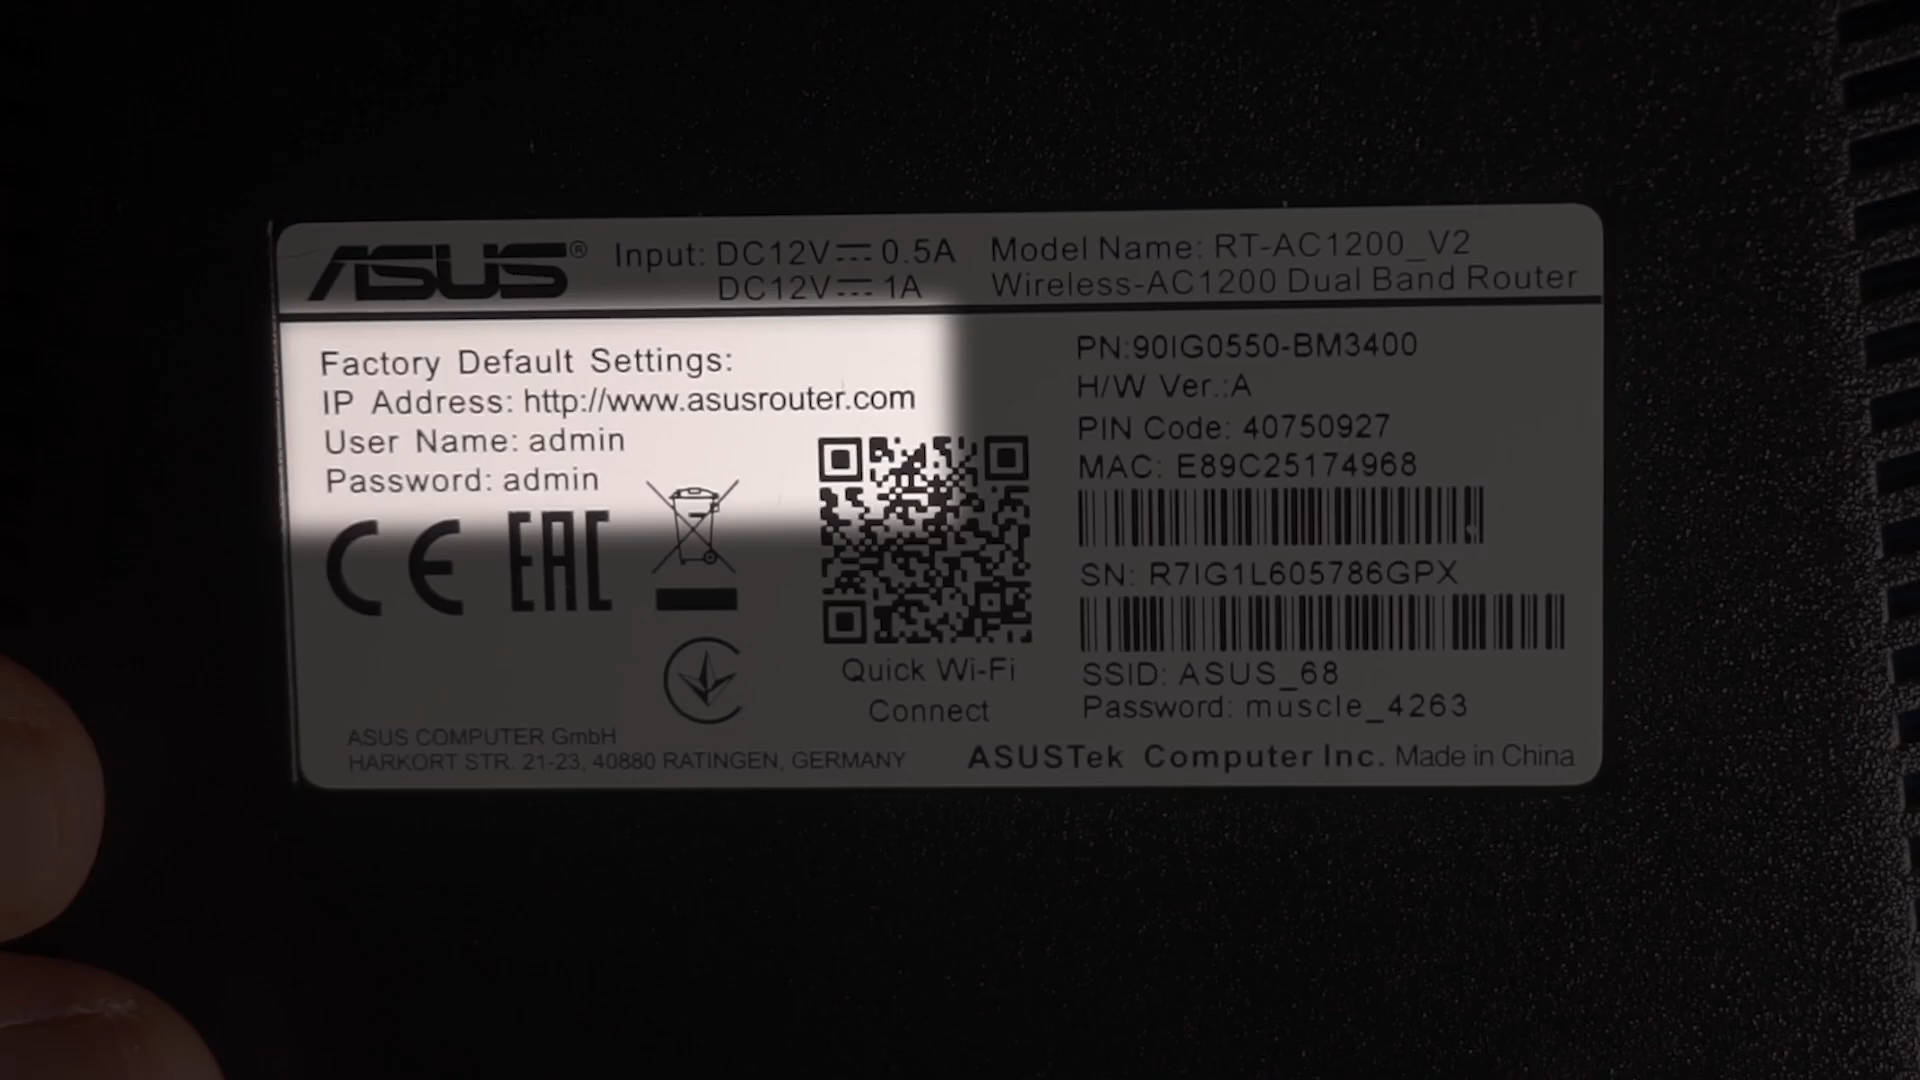 ASUS® Input: DC12V⎓0.5A
DC12V⎓1A
Model Name: RT-AC1200_V2
Wireless-AC1200 Dual Band Router
Factory Default Settings:
IP Address: http://www.asusrouter.com
User Name: admin
Password: admin
CE EAC
Quick Wi-Fi
Connect
PN:90IG0550-BM3400
H/W Ver.:A
PIN Code: 40750927
MAC: E89C25174968
SN: R7IG1L605786GPX
SSID: ASUS_68
Password: muscle_4263
ASUS COMPUTER GmbH
HARKORT STR. 21-23, 40880 RATINGEN, GERMANY
ASUSTek Computer Inc. Made in China